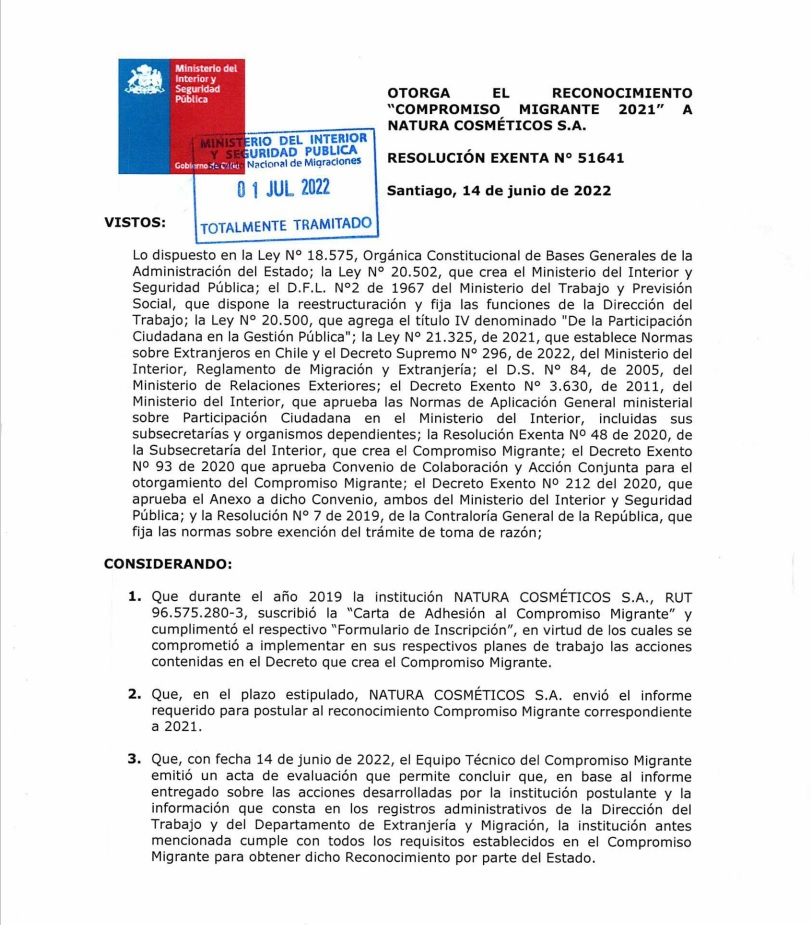 Ministerio del
Interior y
Seguridad
Pública
Gobierno de Chile
MINISTERIO DEL INTERIOR
Y SEGURIDAD PUBLICA
Servicio Nacional de Migraciones
01 JUL 2022
TOTALMENTE TRAMITADO
OTORGA EL RECONOCIMIENTO
“COMPROMISO MIGRANTE 2021” A
NATURA COSMÉTICOS S.A.
RESOLUCIÓN EXENTA N° 51641
Santiago, 14 de junio de 2022
VISTOS:
Lo dispuesto en la Ley N° 18.575, Orgánica Constitucional de Bases Generales de la
Administración del Estado; la Ley N° 20.502, que crea el Ministerio del Interior y
Seguridad Pública; el D.F.L. N°2 de 1967 del Ministerio del Trabajo y Previsión
Social, que dispone la reestructuración y fija las funciones de la Dirección del
Trabajo; la Ley N° 20.500, que agrega el título IV denominado "De la Participación
Ciudadana en la Gestión Pública"; la Ley N° 21.325, de 2021, que establece Normas
sobre Extranjeros en Chile y el Decreto Supremo N° 296, de 2022, del Ministerio del
Interior, Reglamento de Migración y Extranjería; el D.S. N° 84, de 2005, del
Ministerio de Relaciones Exteriores; el Decreto Exento N° 3.630, de 2011, del
Ministerio del Interior, que aprueba las Normas de Aplicación General ministerial
sobre Participación Ciudadana en el Ministerio del Interior, incluidas sus
subsecretarías y organismos dependientes; la Resolución Exenta Nº 48 de 2020, de
la Subsecretaría del Interior, que crea el Compromiso Migrante; el Decreto Exento
Nº 93 de 2020 que aprueba Convenio de Colaboración y Acción Conjunta para el
otorgamiento del Compromiso Migrante; el Decreto Exento Nº 212 del 2020, que
aprueba el Anexo a dicho Convenio, ambos del Ministerio del Interior y Seguridad
Pública; y la Resolución N° 7 de 2019, de la Contraloría General de la República, que
fija las normas sobre exención del trámite de toma de razón;
CONSIDERANDO:
1. Que durante el año 2019 la institución NATURA COSMÉTICOS S.A., RUT
96.575.280-3, suscribió la “Carta de Adhesión al Compromiso Migrante” y
cumplimentó el respectivo “Formulario de Inscripción”, en virtud de los cuales se
comprometió a implementar en sus respectivos planes de trabajo las acciones
contenidas en el Decreto que crea el Compromiso Migrante.
2. Que, en el plazo estipulado, NATURA COSMÉTICOS S.A. envió el informe
requerido para postular al reconocimiento Compromiso Migrante correspondiente
a 2021.
3. Que, con fecha 14 de junio de 2022, el Equipo Técnico del Compromiso Migrante
emitió un acta de evaluación que permite concluir que, en base al informe
entregado sobre las acciones desarrolladas por la institución postulante y la
información que consta en los registros administrativos de la Dirección del
Trabajo y del Departamento de Extranjería y Migración, la institución antes
mencionada cumple con todos los requisitos establecidos en el Compromiso
Migrante para obtener dicho Reconocimiento por parte del Estado.